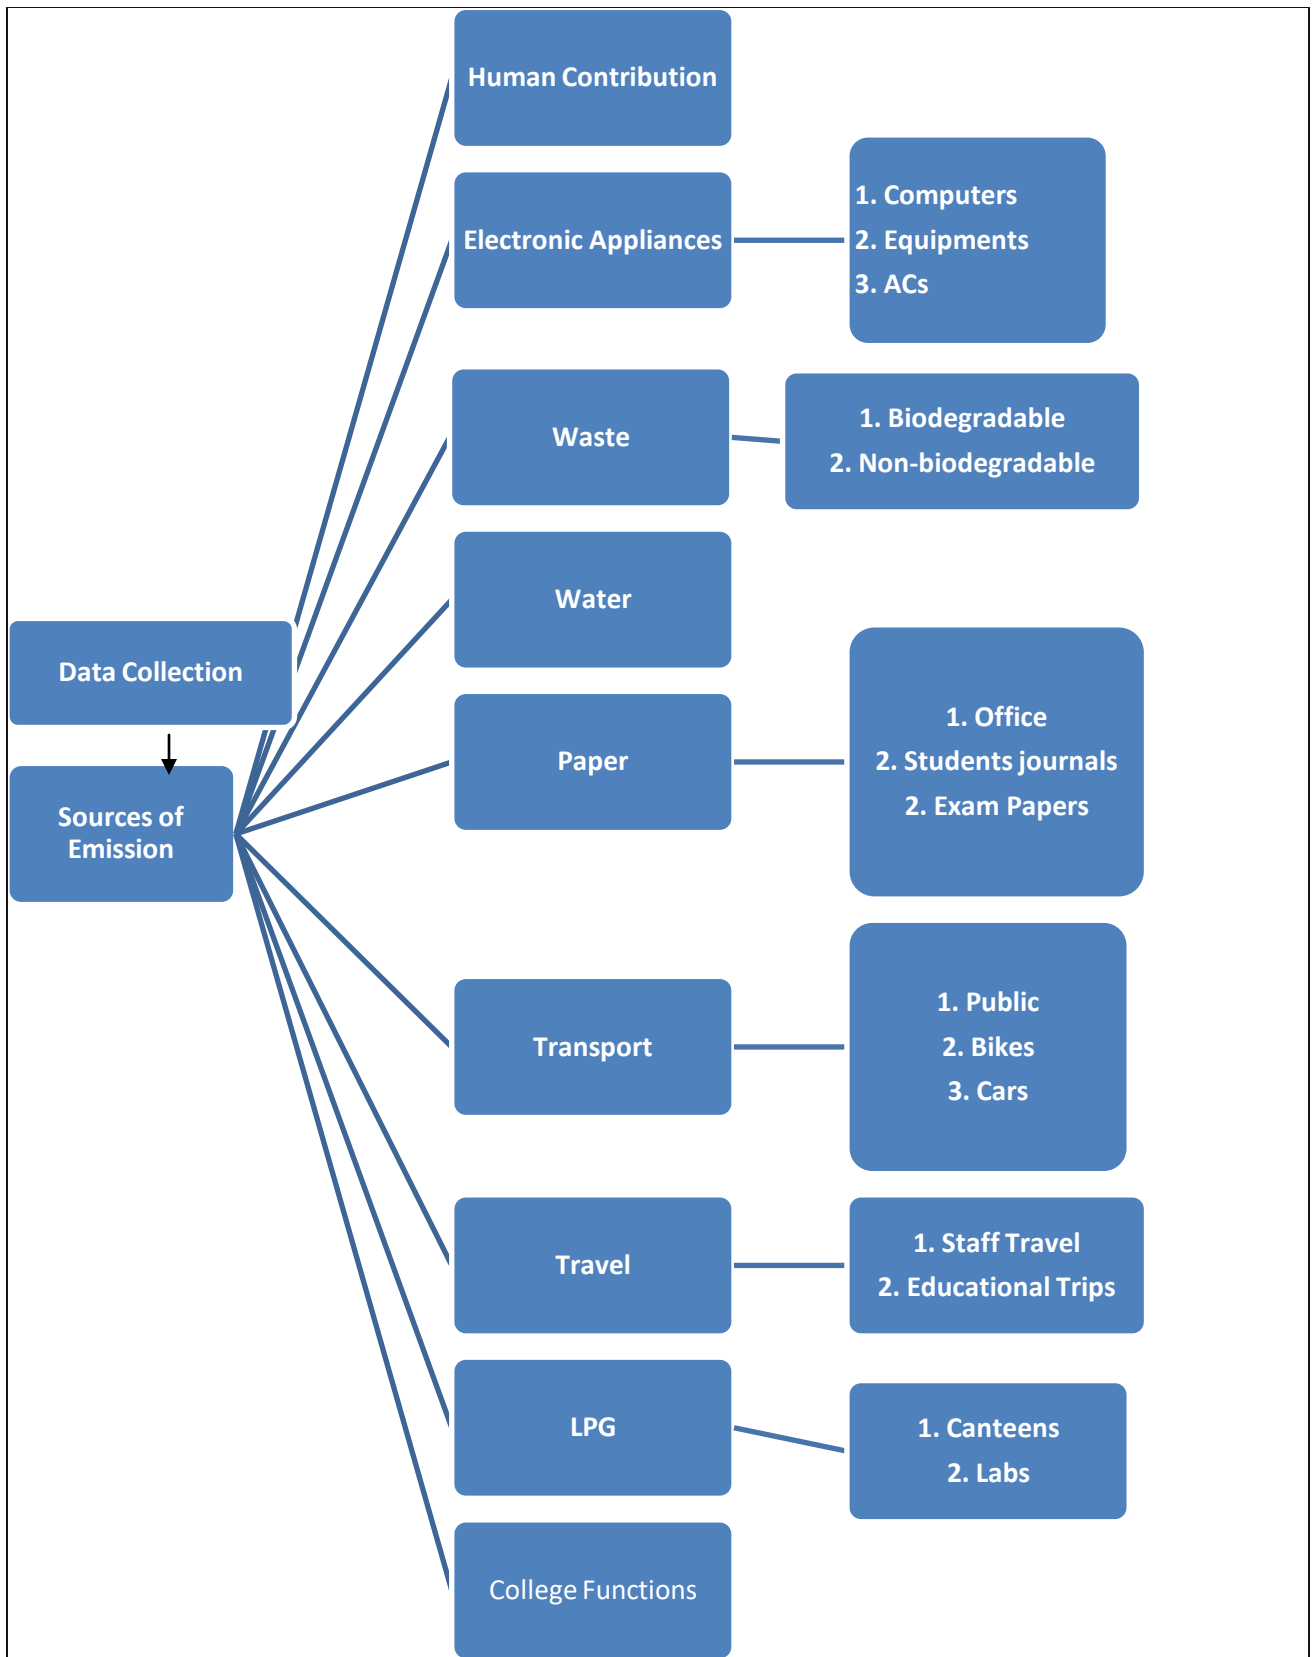 Human Contribution
Electronic Appliances
1. Computers
2. Equipments
3. ACs
Waste
1. Biodegradable
2. Non-biodegradable
Water
Data Collection
Sources of
Emission
Paper
1. Office
2. Students journals
2. Exam Papers
Transport
1. Public
2. Bikes
3. Cars
Travel
1. Staff Travel
2. Educational Trips
LPG
1. Canteens
2. Labs
College Functions